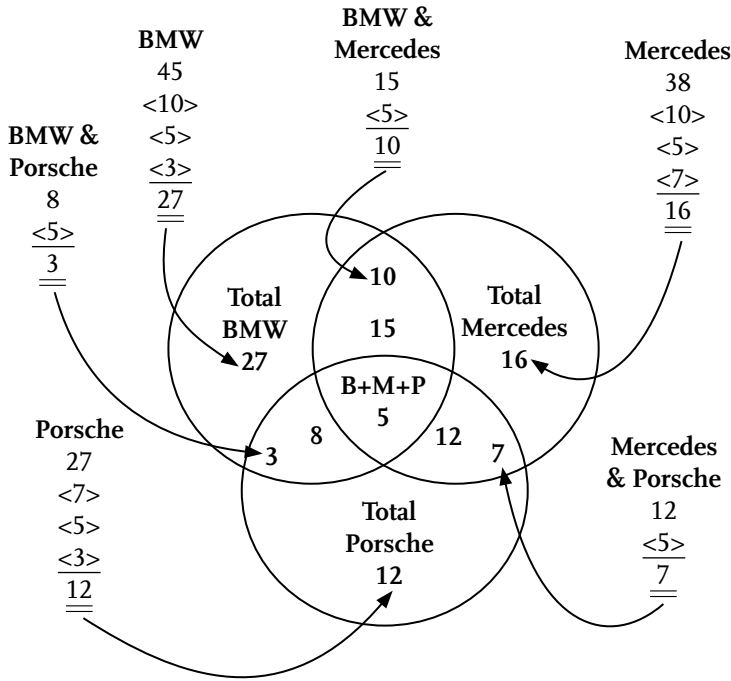 BMW
45
<10>
<5>
<3>
27
BMW &
Mercedes
15
<5>
10
Mercedes
38
<10>
<5>
<7>
16
BMW &
Porsche
8
<5>
3
Total
BMW
27
10
15
Total
Mercedes
16
B+M+P
5
3
8
12
7
Total
Porsche
12
Porsche
27
<7>
<5>
<3>
12
Mercedes
& Porsche
12
<5>
7